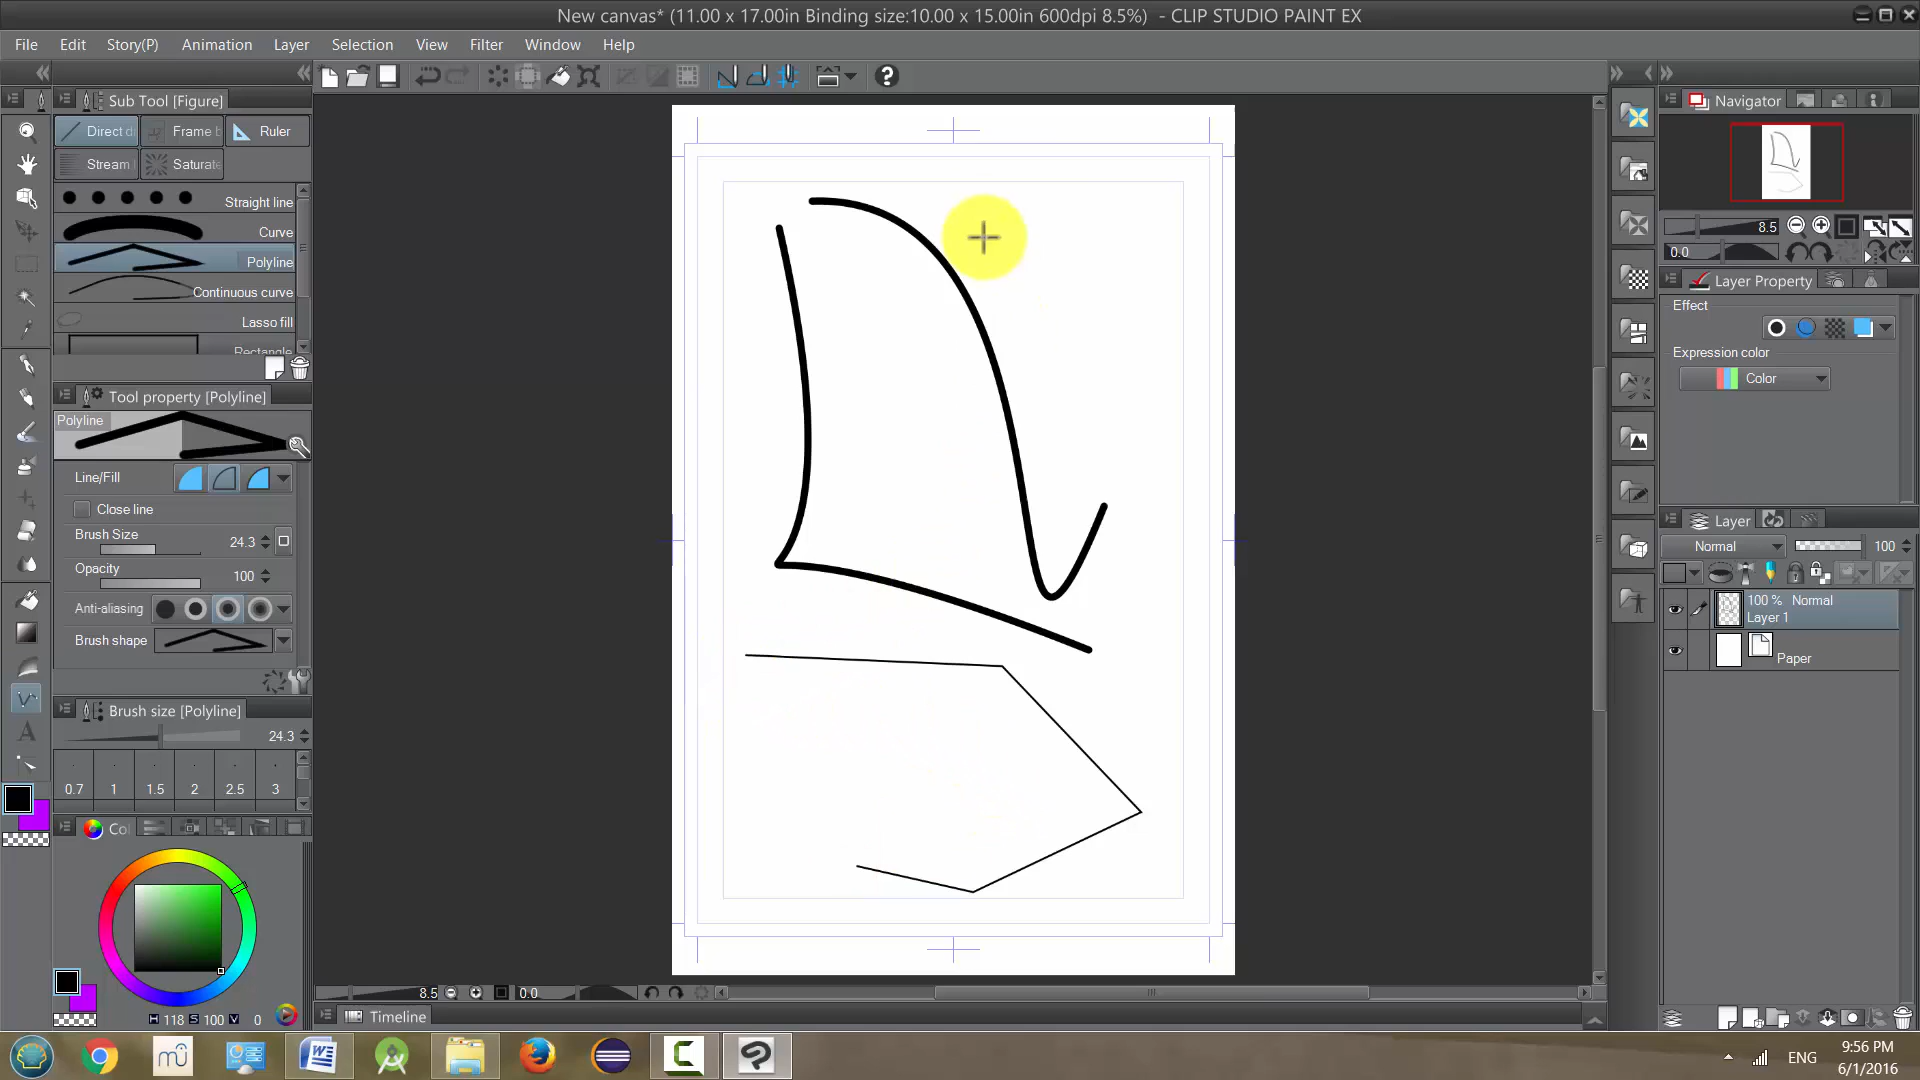 New canvas* (11.00 x 17.00in Binding size:10.00 x 15.00in 600dpi 8.5%) - CLIP STUDIO PAINT EX
File Edit Story(P) Animation Layer Selection View Filter Window Help
Sub Tool [Figure]
Direct d
Frame b
Ruler
Stream
Saturate
Straight line
Curve
Polyline
Continuous curve
Lasso fill
Rectangle
Tool property [Polyline]
Polyline
Line/Fill
Close line
Brush Size
24.3
Opacity
100
Anti-aliasing
Brush shape
Brush size [Polyline]
24.3
0.7 1 1.5 2 2.5 3
Col
H 118 S 100 V 0
8.5
0.0
Timeline
Navigator
8.5
0.0
Layer Property
Effect
Expression color
Color
Layer
Normal
100
100 % Normal
Layer 1
Paper
ENG
9:56 PM
6/1/2016